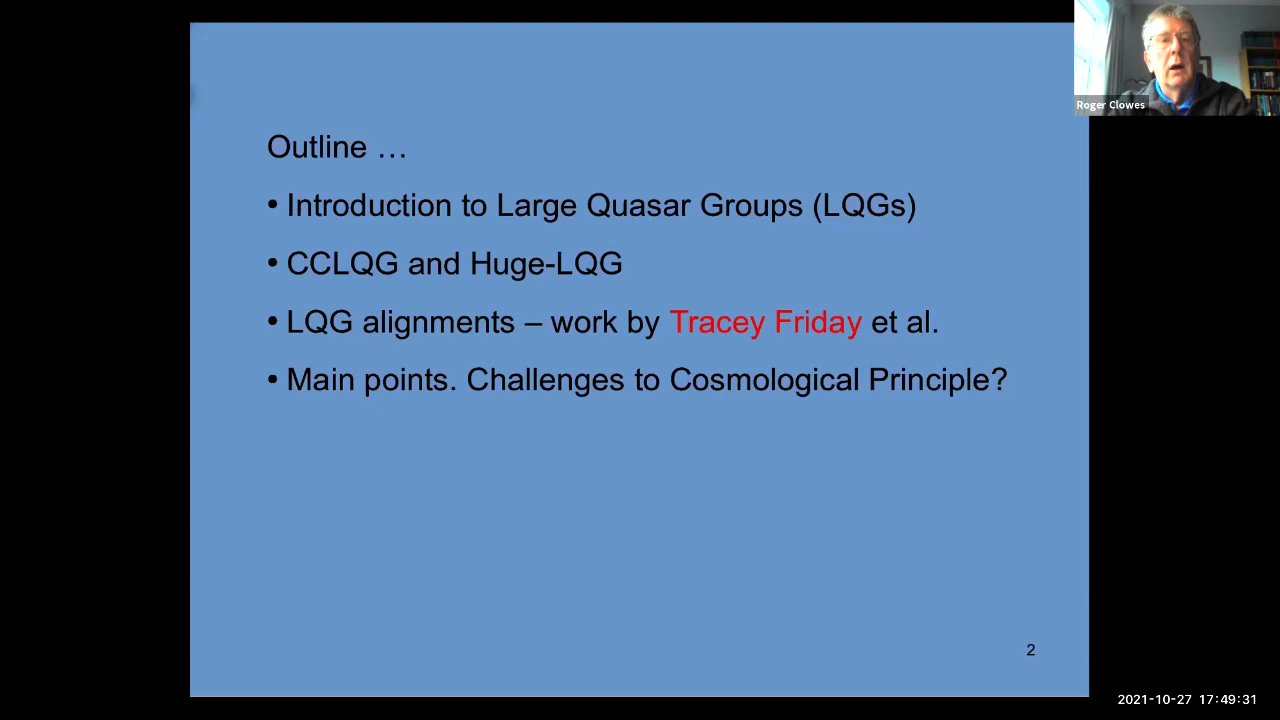 Roger Clowes
Outline …
• Introduction to Large Quasar Groups (LQGs)
• CCLQG and Huge-LQG
• LQG alignments – work by Tracey Friday et al.
• Main points. Challenges to Cosmological Principle?
2
2021-10-27 17:49:31